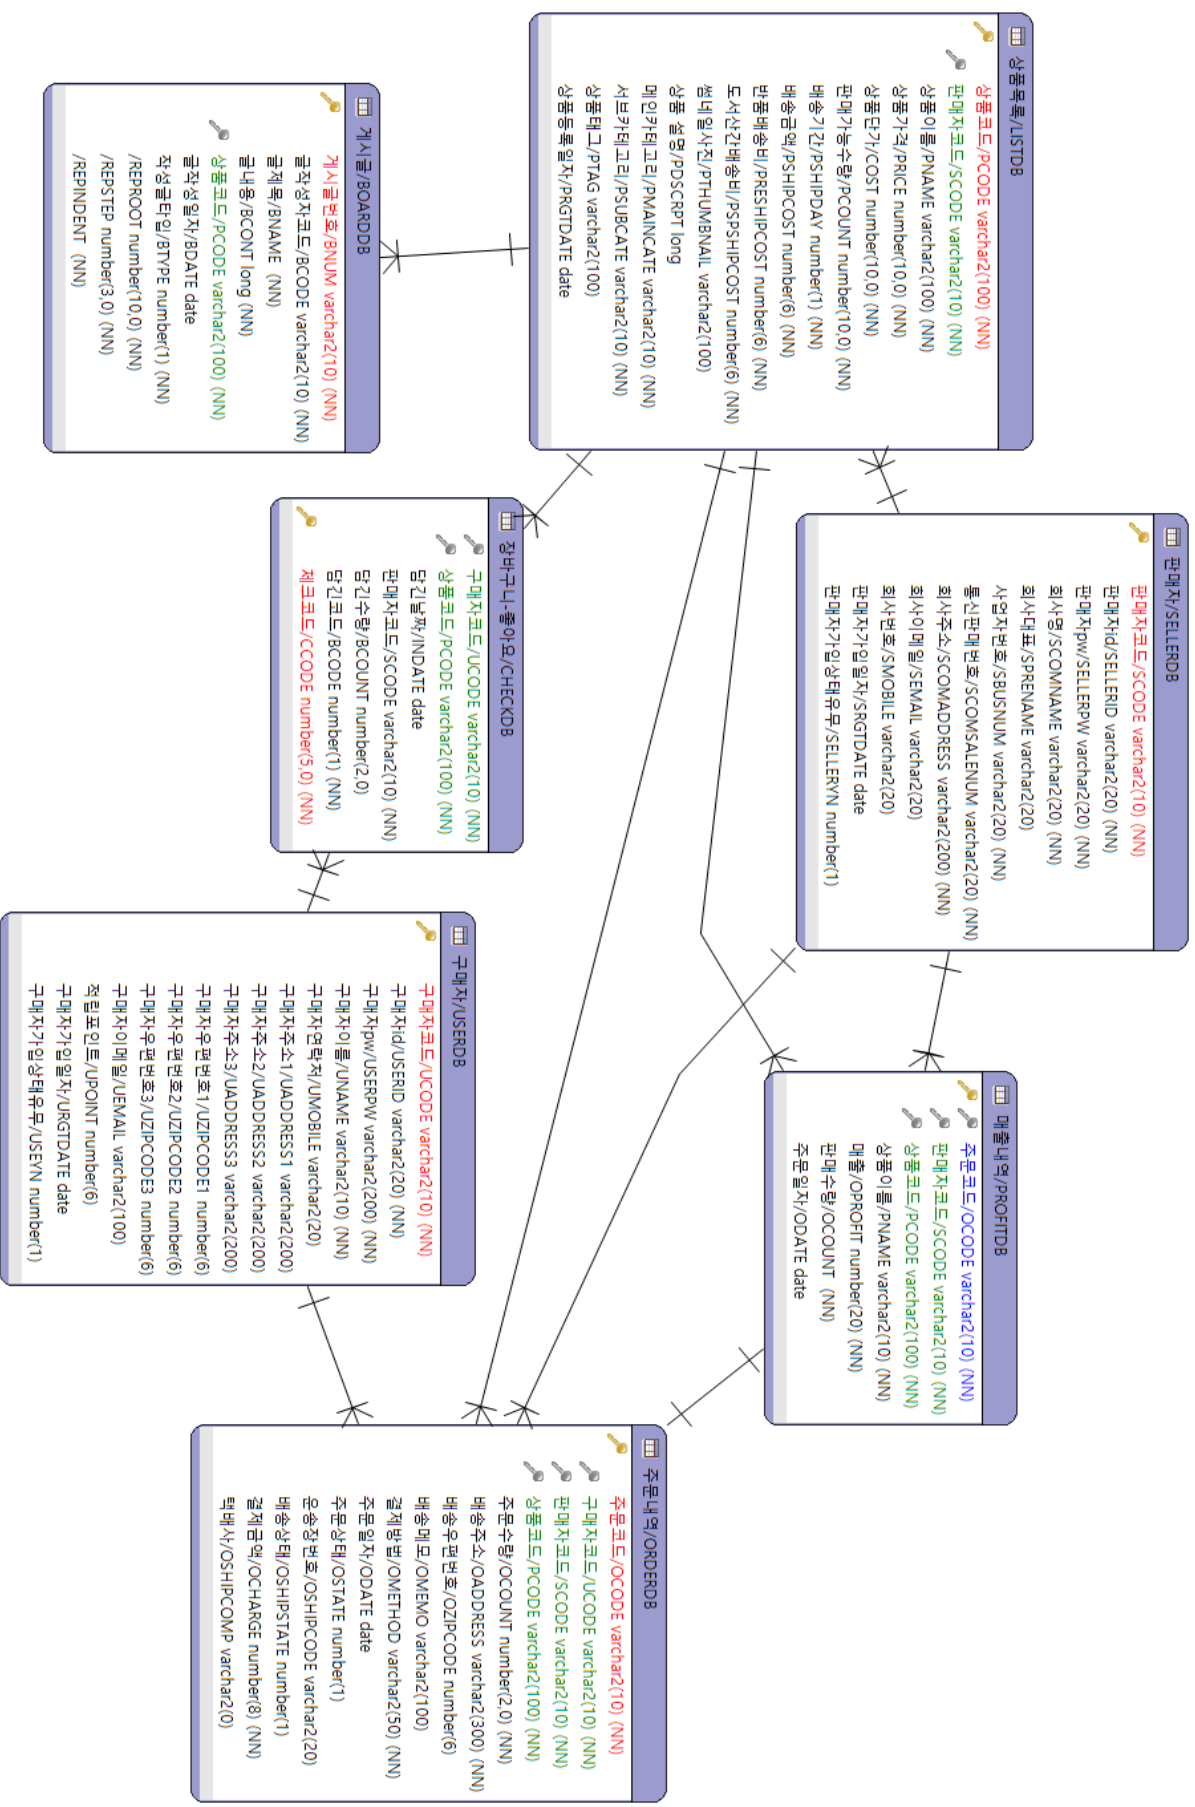 상품목록/LISTDB
상품코드/PCODE varchar2(100) (NN)
판매자코드/SCODE varchar2(10) (NN)
상품이름/PNAME varchar2(100) (NN)
상품가격/PRICE number(10,0) (NN)
상품단가/COST number(10,0) (NN)
판매가능수량/PCOUNT number(10,0) (NN)
배송기간/PSHIPDAY number(1) (NN)
배송금액/PSHIPCOST number(6) (NN)
반품배송비/PRESHIPCOST number(6) (NN)
도서산간배송비/PSPSHIPCOST number(6) (NN)
썸네일사진/PTHUMBNAIL varchar2(100)
상품 설명/PDSCRPT long
메인카테고리/PMAINCATE varchar2(10) (NN)
서브카테고리/PSUBCATE varchar2(10) (NN)
상품태그/PTAG varchar2(100)
상품등록일자/PRGTDATE date
게시글/BOARDDB
게시글번호/BNUM varchar2(10) (NN)
글작성자코드/BCODE varchar2(10) (NN)
글제목/BNAME (NN)
글내용/BCONT long (NN)
상품코드/PCODE varchar2(100) (NN)
글작성일자/BDATE date
작성글타입/BTYPE number(1) (NN)
/REPROOT number(10,0) (NN)
/REPSTEP number(3,0) (NN)
/REPINDENT (NN)
판매자/SELLERDB
판매자코드/SCODE varchar2(10) (NN)
판매자id/SELLERID varchar2(20) (NN)
판매자pw/SELLERPW varchar2(20) (NN)
회사명/SCOMNAME varchar2(20) (NN)
회사대표/SPRENAME varchar2(20)
사업자번호/SBUSNUM varchar2(20) (NN)
통신판매번호/SCOMSALENUM varchar2(20) (NN)
회사주소/SCOMADDRESS varchar2(200) (NN)
회사이메일/SEMAIL varchar2(20)
회사번호/SMOBILE varchar2(20)
판매자가입일자/SRGTDATE date
판매자가입상태유무/SELLERYN number(1)
장바구니-좋아요/CHECKDB
구매자코드/UCODE varchar2(10) (NN)
상품코드/PCODE varchar2(100) (NN)
담긴날짜/INDATE date
판매자코드/SCODE varchar2(10) (NN)
담긴수량/BCOUNT number(2,0)
담긴코드/BCODE number(1) (NN)
체크코드/CCODE number(5,0) (NN)
구매자/USERDB
구매자코드/UCODE varchar2(10) (NN)
구매자id/USERID varchar2(20) (NN)
구매자pw/USERPW varchar2(200) (NN)
구매자이름/UNAME varchar2(10) (NN)
구매자연락처/UMOBILE varchar2(20)
구매자주소1/UADDRESS1 varchar2(200)
구매자주소2/UADDRESS2 varchar2(200)
구매자주소3/UADDRESS3 varchar2(200)
구매자우편번호1/UZIPCODE1 number(6)
구매자우편번호2/UZIPCODE2 number(6)
구매자우편번호3/UZIPCODE3 number(6)
구매자이메일/UEMAIL varchar2(100)
적립포인트/UPOINT number(6)
구매자가입일자/URGTDATE date
구매자가입상태유무/USEYN number(1)
매출내역/PROFITDB
주문코드/OCODE varchar2(10) (NN)
판매자코드/SCODE varchar2(10) (NN)
상품코드/PCODE varchar2(100) (NN)
상품이름/PNAME varchar2(10) (NN)
매출/OPROFIT number(20) (NN)
판매수량/OCOUNT (NN)
주문일자/ODATE date
주문내역/ORDERDB
주문코드/OCODE varchar2(10) (NN)
구매자코드/UCODE varchar2(10) (NN)
판매자코드/SCODE varchar2(10) (NN)
상품코드/PCODE varchar2(100) (NN)
주문수량/OCOUNT number(2,0) (NN)
배송주소/OADDRESS varchar2(300) (NN)
배송우편번호/OZIPCODE number(6)
배송메모/OMEMO varchar2(100)
결제방법/OMETHOD varchar2(50) (NN)
주문일자/ODATE date
주문상태/OSTATE number(1)
운송장번호/OSHIPCODE varchar2(20)
배송상태/OSHIPSTATE number(1)
결제금액/OCHARGE number(8) (NN)
택배사/OSHIPCOMP varchar2(0)